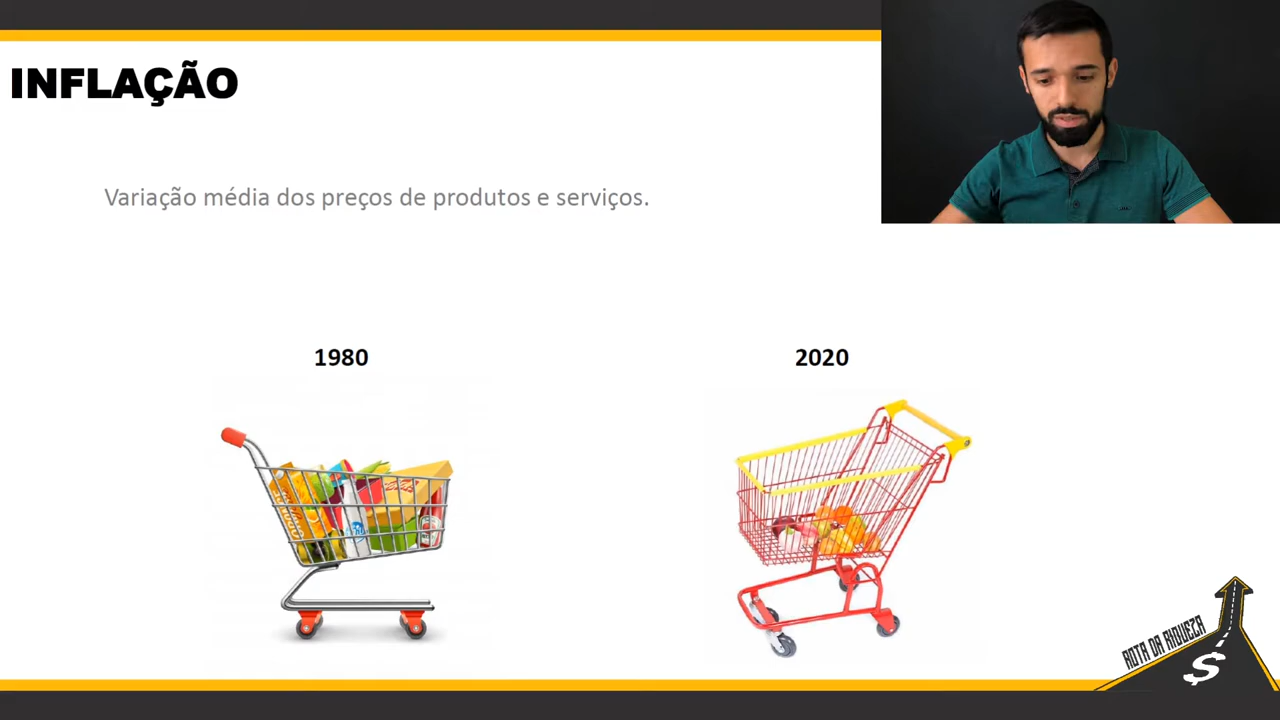 INFLAÇÃO
Variação média dos preços de produtos e serviços.
1980
2020
ROTA DA RIQUEZA
$